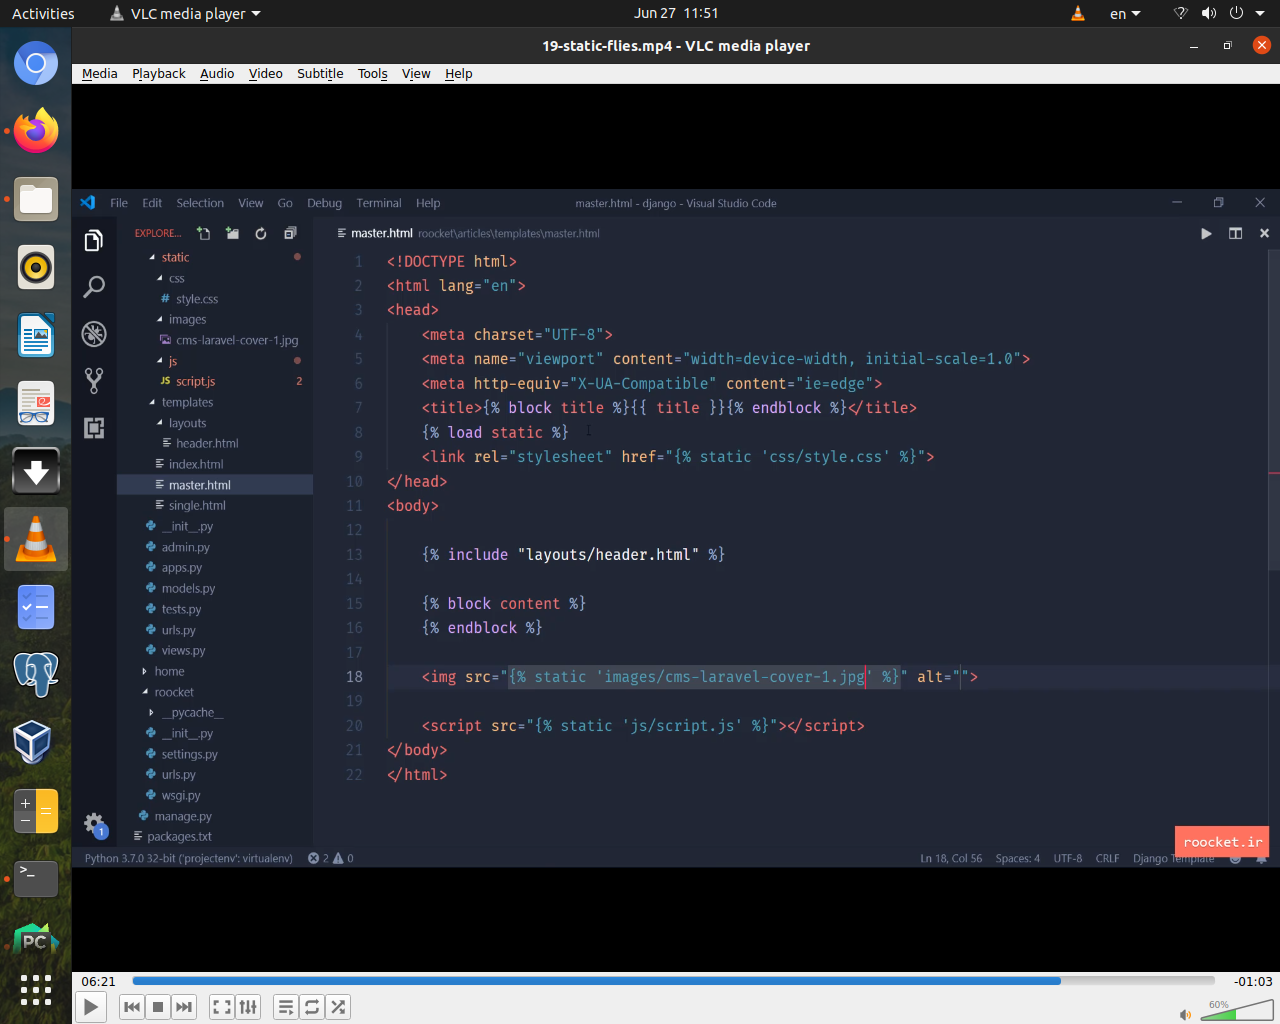 Activities
VLC media player
Jun 27 11:51
en
19-static-flies.mp4 - VLC media player
Media Playback Audio Video Subtitle Tools View Help
File Edit Selection View Go Debug Terminal Help
master.html - django - Visual Studio Code
EXPLORE...
static
css
# style.css
images
cms-laravel-cover-1.jpg
js
JS script.js 2
templates
layouts
header.html
index.html
master.html
single.html
__init__.py
admin.py
apps.py
models.py
tests.py
urls.py
views.py
home
roocket
__pycache__
__init__.py
settings.py
urls.py
wsgi.py
manage.py
packages.txt
1
master.html roocket\articles\templates\master.html
1 <!DOCTYPE html>
2 <html lang="en">
3 <head>
4 <meta charset="UTF-8">
5 <meta name="viewport" content="width=device-width, initial-scale=1.0">
6 <meta http-equiv="X-UA-Compatible" content="ie=edge">
7 <title>{% block title %}{{ title }}{% endblock %}</title>
8 {% load static %}
9 <link rel="stylesheet" href="{% static 'css/style.css' %}">
10 </head>
11 <body>
12
13 {% include "layouts/header.html" %}
14
15 {% block content %}
16 {% endblock %}
17
18 <img src="{% static 'images/cms-laravel-cover-1.jpg' %}" alt="">
19
20 <script src="{% static 'js/script.js' %}"></script>
21 </body>
22 </html>
roocket.ir
Python 3.7.0 32-bit ('projectenv': virtualenv) 2 0
Ln 18, Col 56 Spaces: 4 UTF-8 CRLF Django Template
PC
06:21
-01:03
60%